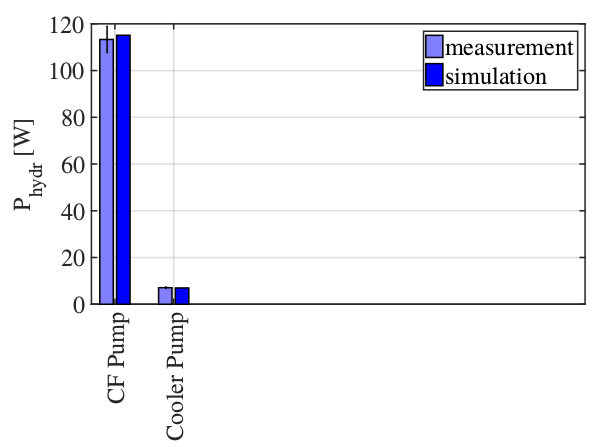 120
100
80
60
40
20
0
P_hydr [W]
measurement
simulation
CF Pump
Cooler Pump